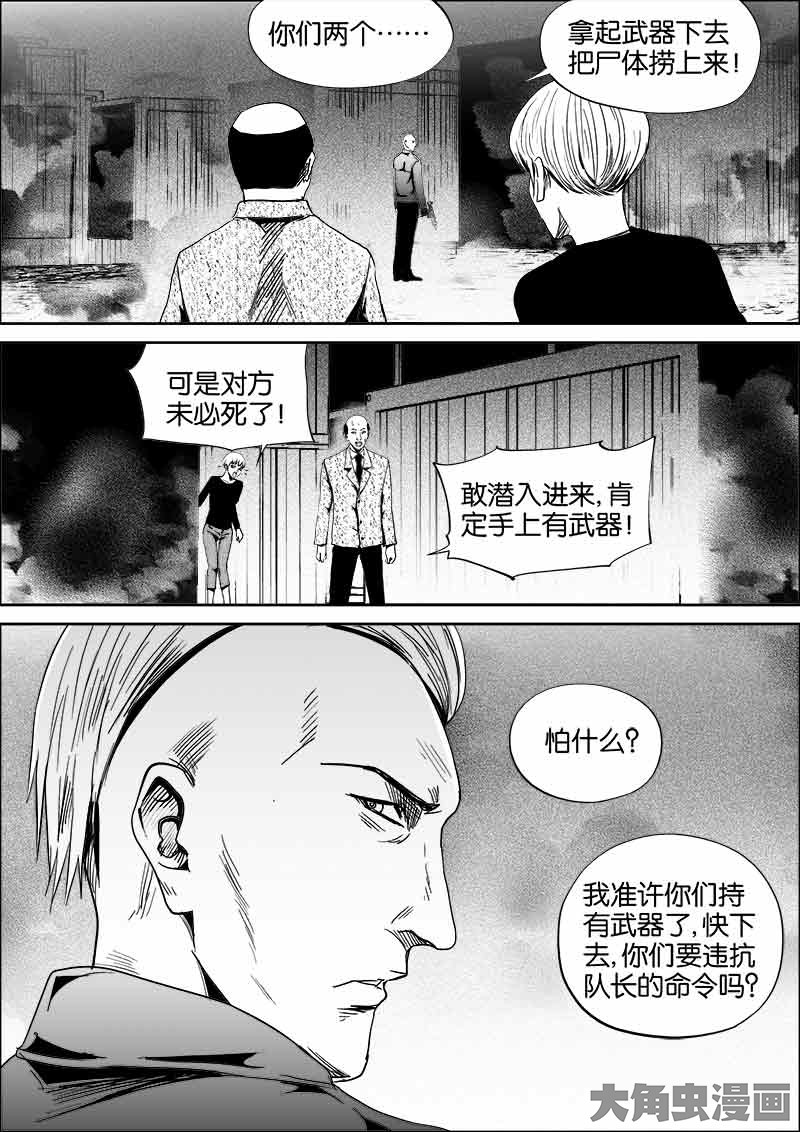 你们两个……
拿起武器下去
把尸体捞上来！
可是对方
未必死了！
敢潜入进来，肯
定手上有武器！
怕什么？
我准许你们持
有武器了，快下
去，你们要违抗
队长的命令吗？
大角虫漫画